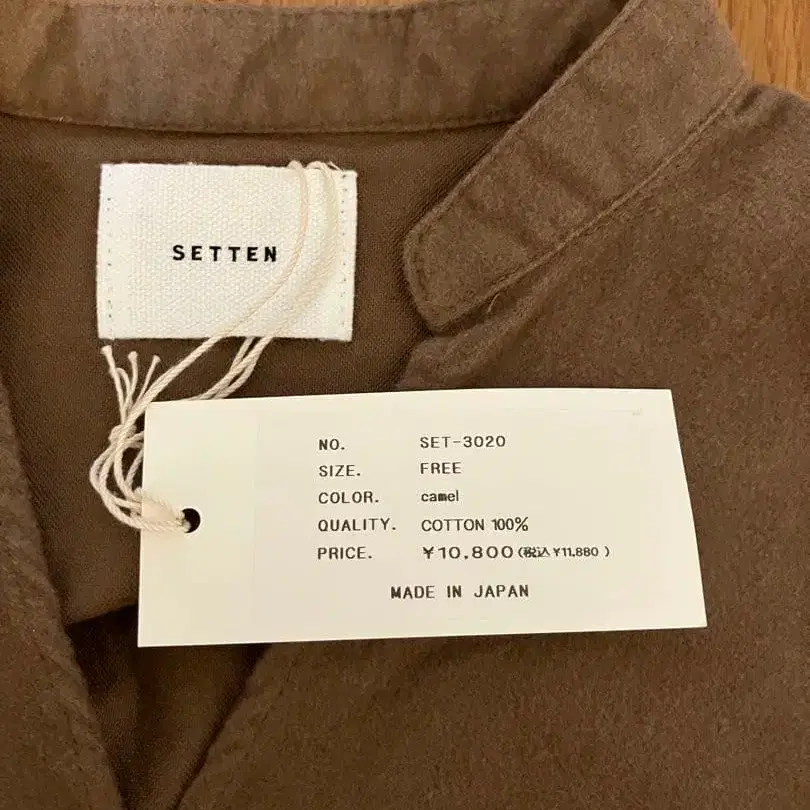 SETTEN
NO. SET-3020
SIZE. FREE
COLOR. camel
QUALITY. COTTON 100%
PRICE. ¥10,800(税込¥11,880 )
MADE IN JAPAN